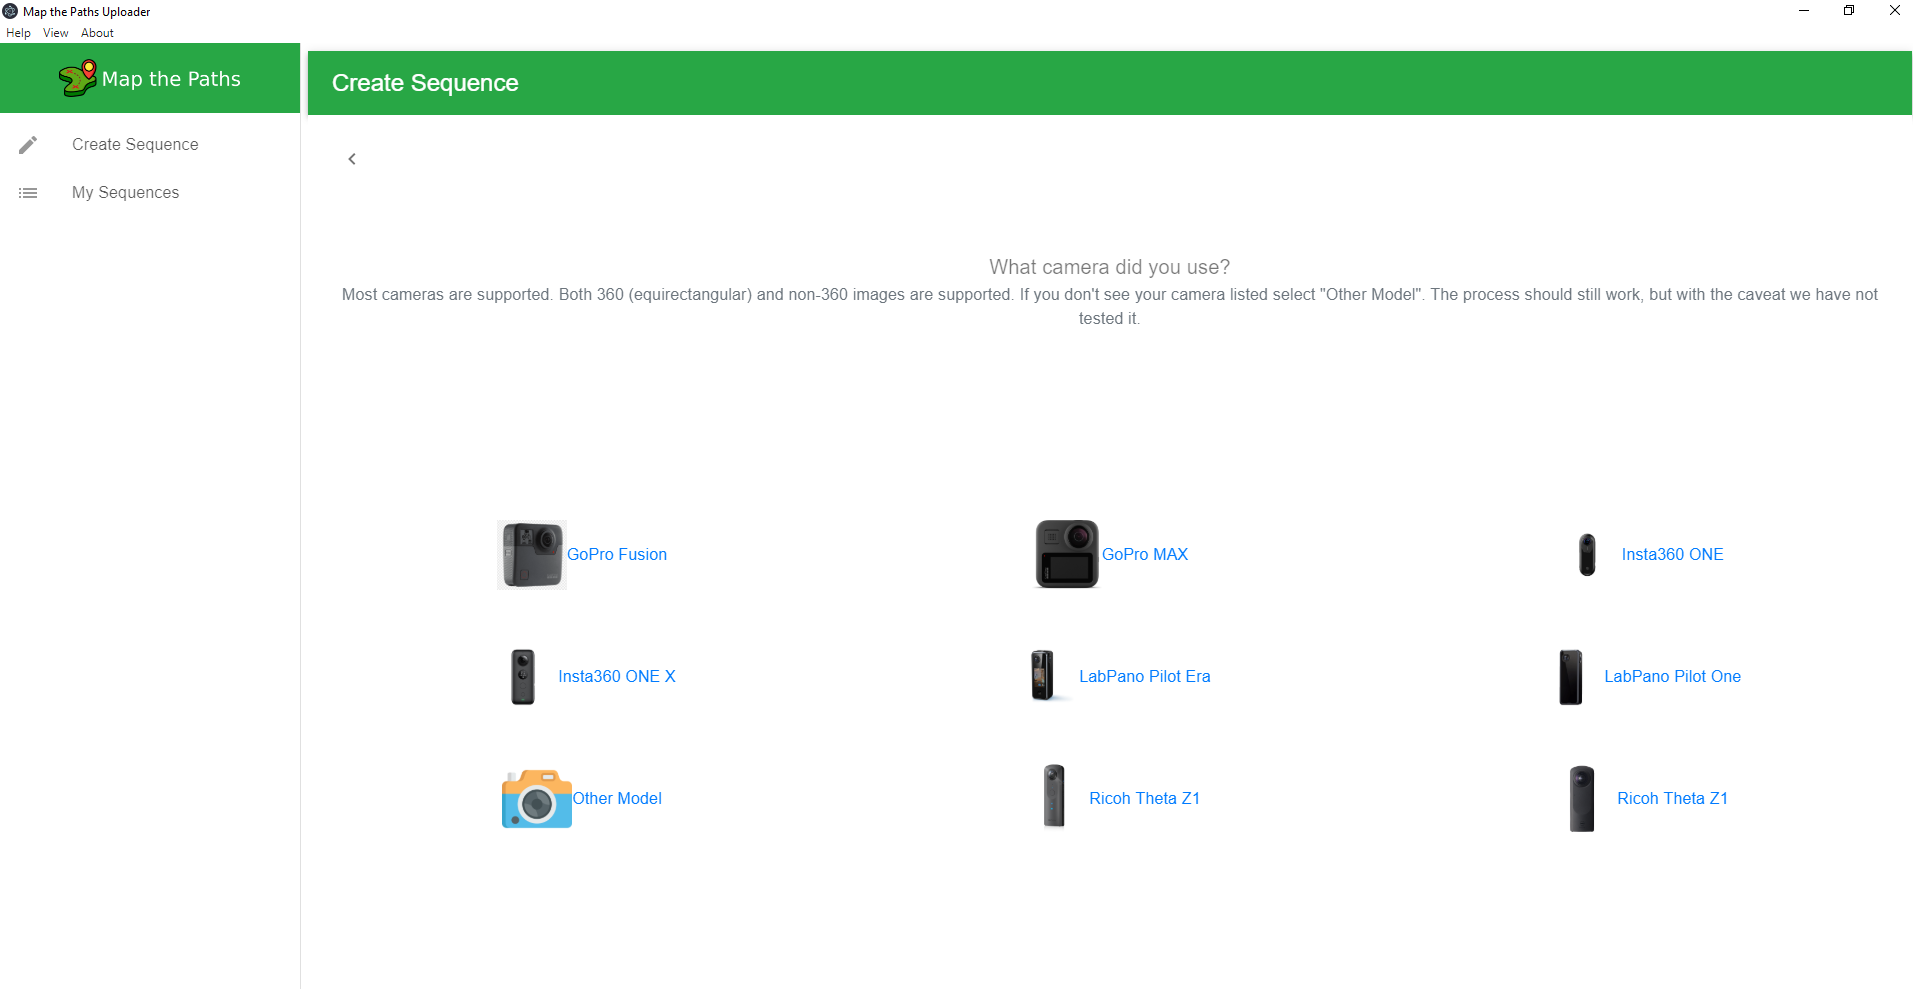 Map the Paths Uploader
Help View About
Map the Paths
Create Sequence
My Sequences
Create Sequence
What camera did you use?
Most cameras are supported. Both 360 (equirectangular) and non-360 images are supported. If you don't see your camera listed select "Other Model". The process should still work, but with the caveat we have not
tested it.
GoPro Fusion
GoPro MAX
Insta360 ONE
Insta360 ONE X
LabPano Pilot Era
LabPano Pilot One
Other Model
Ricoh Theta Z1
Ricoh Theta Z1